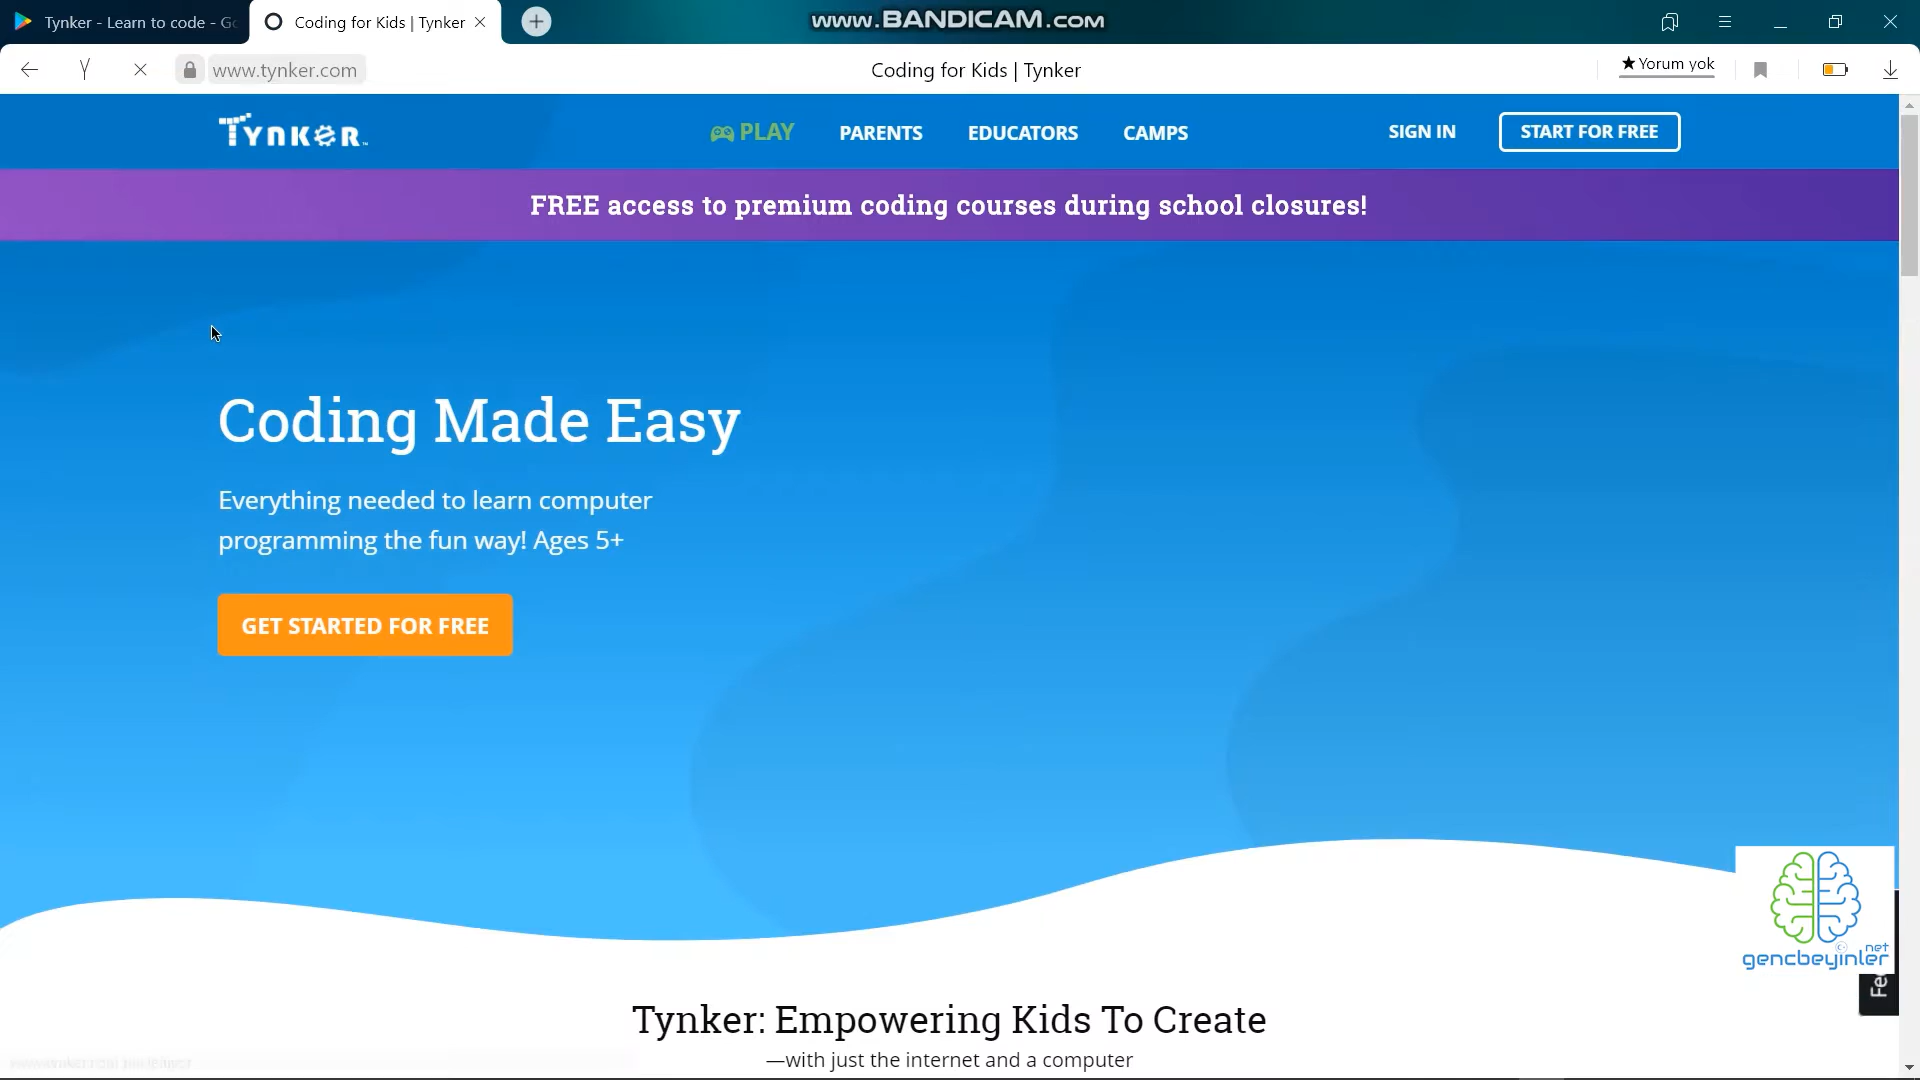 Tynker - Learn to code - Go
Coding for Kids | Tynker
www.BANDICAM.com
www.tynker.com
Coding for Kids | Tynker
★Yorum yok
Tynker
PLAY
PARENTS
EDUCATORS
CAMPS
SIGN IN
START FOR FREE
FREE access to premium coding courses during school closures!
Coding Made Easy
Everything needed to learn computer
programming the fun way! Ages 5+
GET STARTED FOR FREE
net
gencbeyinler
Fe
Tynker: Empowering Kids To Create
—with just the internet and a computer